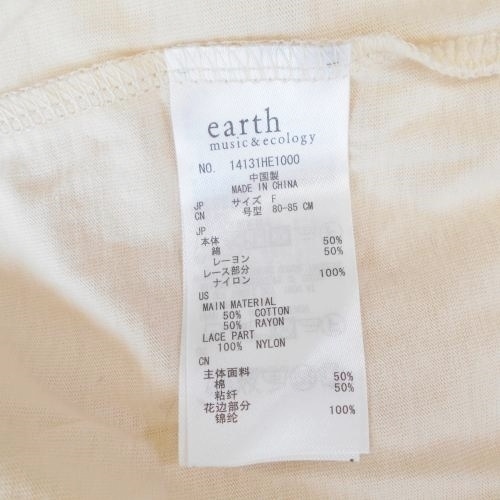 earth
music&ecology
NO. 14131HE1000
中国製
MADE IN CHINA
JP サイズ F
CN 号型 80-85 CM
JP
本体
綿 50%
レーヨン 50%
レース部分
ナイロン 100%
US
MAIN MATERIAL
50% COTTON
50% RAYON
LACE PART
100% NYLON
CN
主体面料
棉 50%
粘纤 50%
花边部分
锦纶 100%